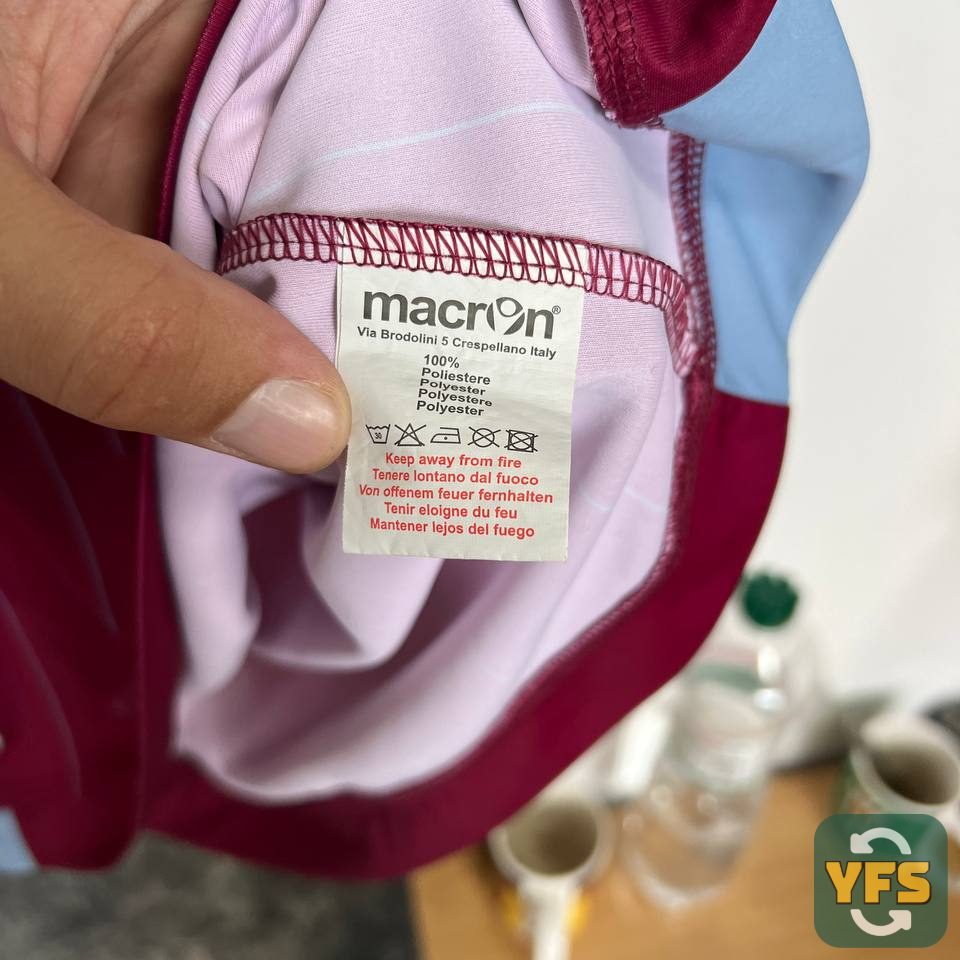 macron®
Via Brodolini 5 Crespellano Italy
100%
Poliestere
Polyester
Polyestere
Polyester
30
Keep away from fire
Tenere lontano dal fuoco
Von offenem feuer fernhalten
Tenir eloigne du feu
Mantener lejos del fuego
YFS